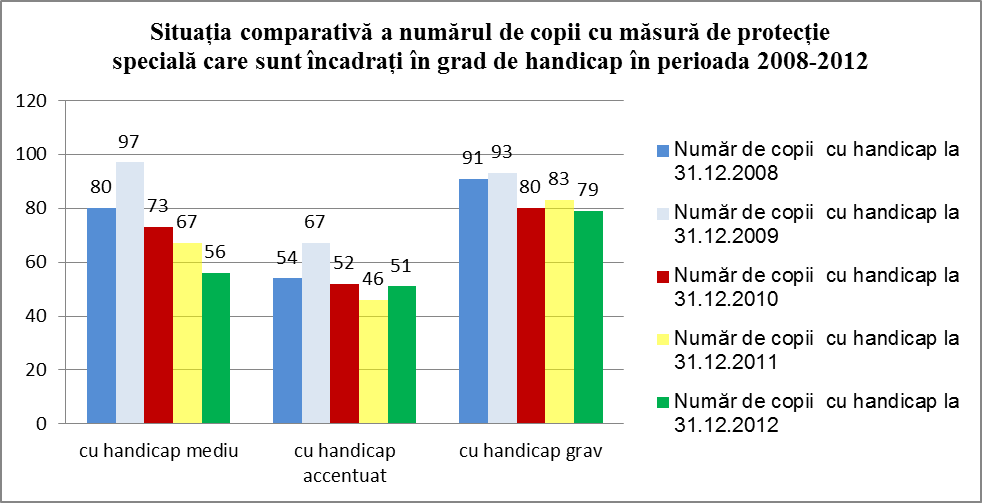 Situația comparativă a numărul de copii cu măsură de protecție
specială care sunt încadrați în grad de handicap în perioada 2008-2012
120
100
80
60
40
20
0
80
97
73
67
56
54
67
52
46
51
91
93
80
83
79
cu handicap mediu
cu handicap
accentuat
cu handicap grav
Număr de copii cu handicap la
31.12.2008
Număr de copii cu handicap la
31.12.2009
Număr de copii cu handicap la
31.12.2010
Număr de copii cu handicap la
31.12.2011
Număr de copii cu handicap la
31.12.2012